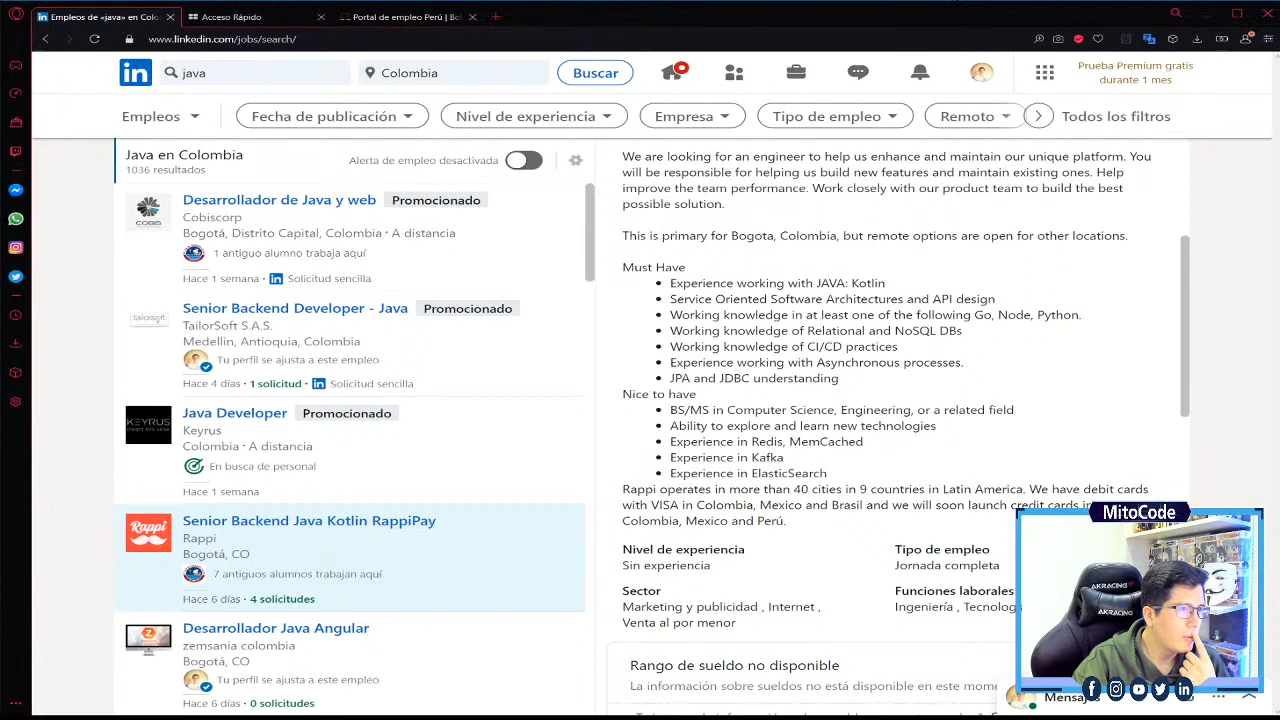 Empleos de «java» en Colo
Acceso Rápido
Portal de empleo Perú | Bo
www.linkedin.com/jobs/search/
in
java
Colombia
Buscar
Prueba Premium gratis
durante 1 mes
Empleos
Fecha de publicación
Nivel de experiencia
Empresa
Tipo de empleo
Remoto
Todos los filtros
Java en Colombia
1036 resultados
Alerta de empleo desactivada
COBIS
Desarrollador de Java y web
Promocionado
Cobiscorp
Bogotá, Distrito Capital, Colombia · A distancia
1 antiguo alumno trabaja aquí
Hace 1 semana · in Solicitud sencilla
tailorsoft
Senior Backend Developer - Java
Promocionado
TailorSoft S.A.S.
Medellín, Antioquia, Colombia
Tu perfil se ajusta a este empleo
Hace 4 días · 1 solicitud · in Solicitud sencilla
KEYRUS
Java Developer
Promocionado
Keyrus
Colombia · A distancia
En busca de personal
Hace 1 semana
Rappi
Senior Backend Java Kotlin RappiPay
Rappi
Bogotá, CO
7 antiguos alumnos trabajan aquí
Hace 6 días · 4 solicitudes
Desarrollador Java Angular
zemsania colombia
Bogotá, CO
Tu perfil se ajusta a este empleo
Hace 6 días · 0 solicitudes
We are looking for an engineer to help us enhance and maintain our unique platform. You
will be responsible for helping us build new features and maintain existing ones. Help
improve the team performance. Work closely with our product team to build the best
possible solution.
This is primary for Bogota, Colombia, but remote options are open for other locations.
Must Have
• Experience working with JAVA: Kotlin
• Service Oriented Software Architectures and API design
• Working knowledge in at least one of the following Go, Node, Python.
• Working knowledge of Relational and NoSQL DBs
• Working knowledge of CI/CD practices
• Experience working with Asynchronous processes.
• JPA and JDBC understanding
Nice to have
• BS/MS in Computer Science, Engineering, or a related field
• Ability to explore and learn new technologies
• Experience in Redis, MemCached
• Experience in Kafka
• Experience in ElasticSearch
Rappi operates in more than 40 cities in 9 countries in Latin America. We have debit cards
with VISA in Colombia, Mexico and Brasil and we will soon launch credit cards in
Colombia, Mexico and Perú.
Nivel de experiencia
Sin experiencia
Tipo de empleo
Jornada completa
Sector
Marketing y publicidad , Internet ,
Venta al por menor
Funciones laborales
Ingeniería , Tecnolog
Rango de sueldo no disponible
La información sobre sueldos no está disponible en este mome
MitoCode
AKRACING
AKRACING
Mensajes